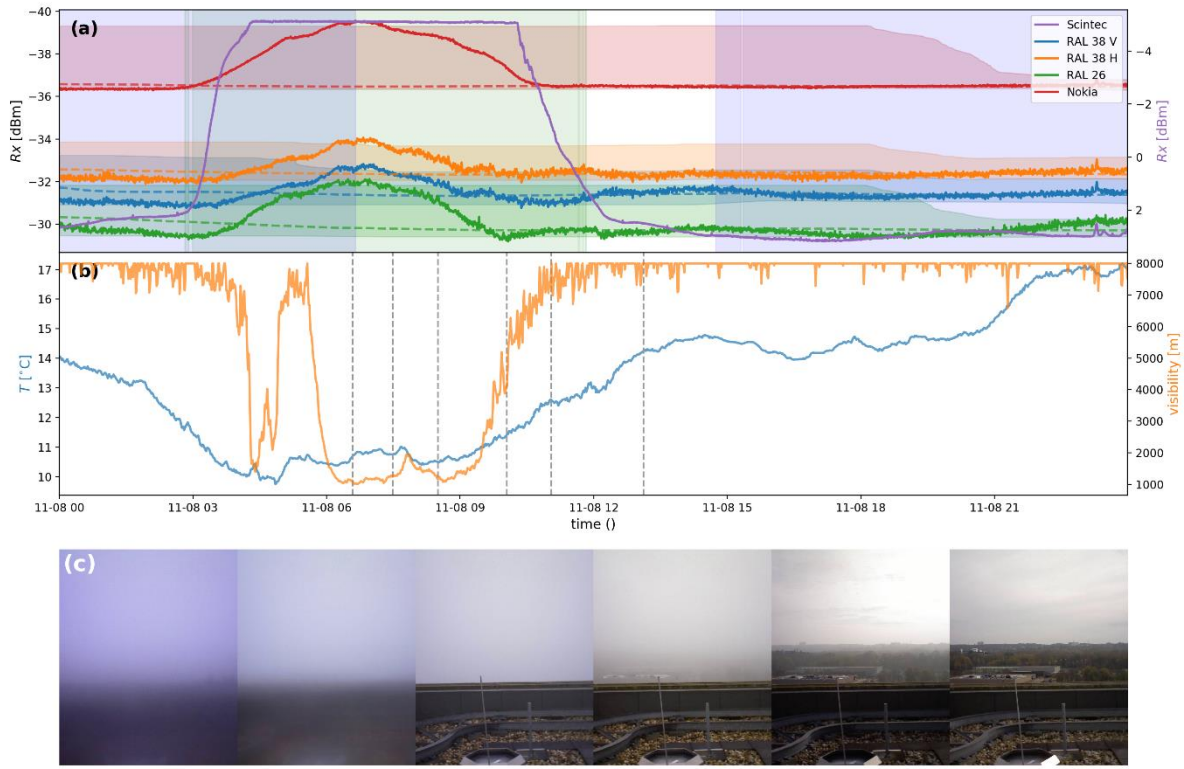 (a)
−40
−38
−36
−34
−32
−30
Rx [dBm]
−4
−2
0
2
Rx [dBm]
Scintec
RAL 38 V
RAL 38 H
RAL 26
Nokia
(b)
17
16
15
14
13
12
11
10
T [°C]
8000
7000
6000
5000
4000
3000
2000
1000
visibility [m]
11-08 00 11-08 03 11-08 06 11-08 09 11-08 12 11-08 15 11-08 18 11-08 21
time ()
(c)